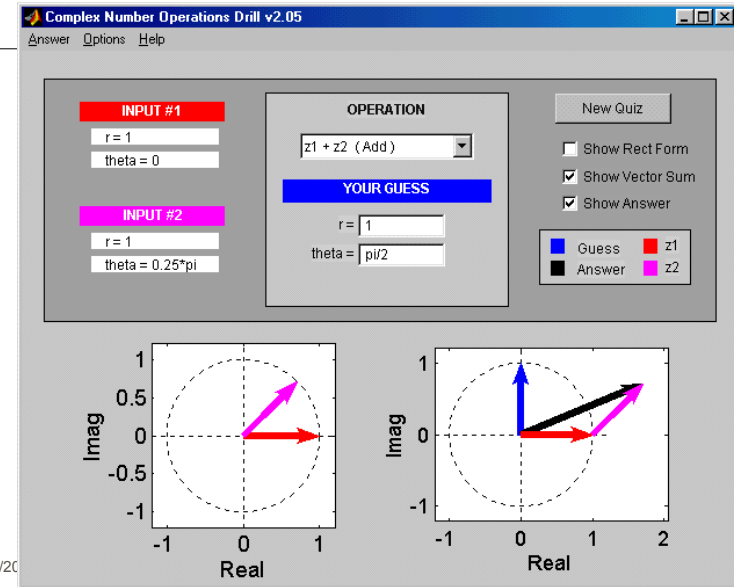 Complex Number Operations Drill v2.05
Answer Options Help
INPUT #1
r = 1
theta = 0
INPUT #2
r = 1
theta = 0.25*pi
OPERATION
z1 + z2 ( Add )
YOUR GUESS
r = 1
theta = pi/2
New Quiz
Show Rect Form
Show Vector Sum
Show Answer
Guess z1
Answer z2
1
0.5
0
-0.5
-1
Imag
-1 0 1
Real
1
0
-1
Imag
-1 0 1 2
Real
/20